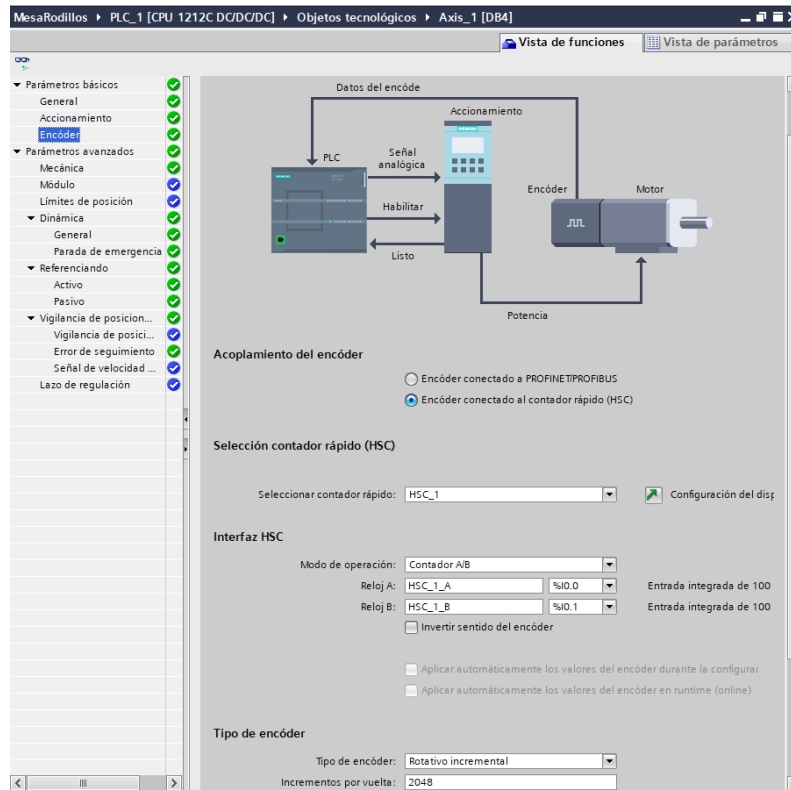 MesaRodillos ▸ PLC_1 [CPU 1212C DC/DC/DC] ▸ Objetos tecnológicos ▸ Axis_1 [DB4]
Vista de funciones
Vista de parámetros
Parámetros básicos
General
Accionamiento
Encóder
Parámetros avanzados
Mecánica
Módulo
Límites de posición
Dinámica
General
Parada de emergencia
Referenciando
Activo
Pasivo
Vigilancia de posicion...
Vigilancia de posici...
Error de seguimiento
Señal de velocidad ...
Lazo de regulación
Datos del encóde
Accionamiento
PLC
Señal
analógica
Encóder
Motor
Habilitar
Listo
Potencia
Acoplamiento del encóder
Encóder conectado a PROFINET/PROFIBUS
Encóder conectado al contador rápido (HSC)
Selección contador rápido (HSC)
Seleccionar contador rápido: HSC_1 Configuración del disp
Interfaz HSC
Modo de operación: Contador A/B
Reloj A: HSC_1_A %I0.0 Entrada integrada de 100
Reloj B: HSC_1_B %I0.1 Entrada integrada de 100
Invertir sentido del encóder
Aplicar automáticamente los valores del encóder durante la configurac
Aplicar automáticamente los valores del encóder en runtime (online)
Tipo de encóder
Tipo de encóder: Rotativo incremental
Incrementos por vuelta: 2048